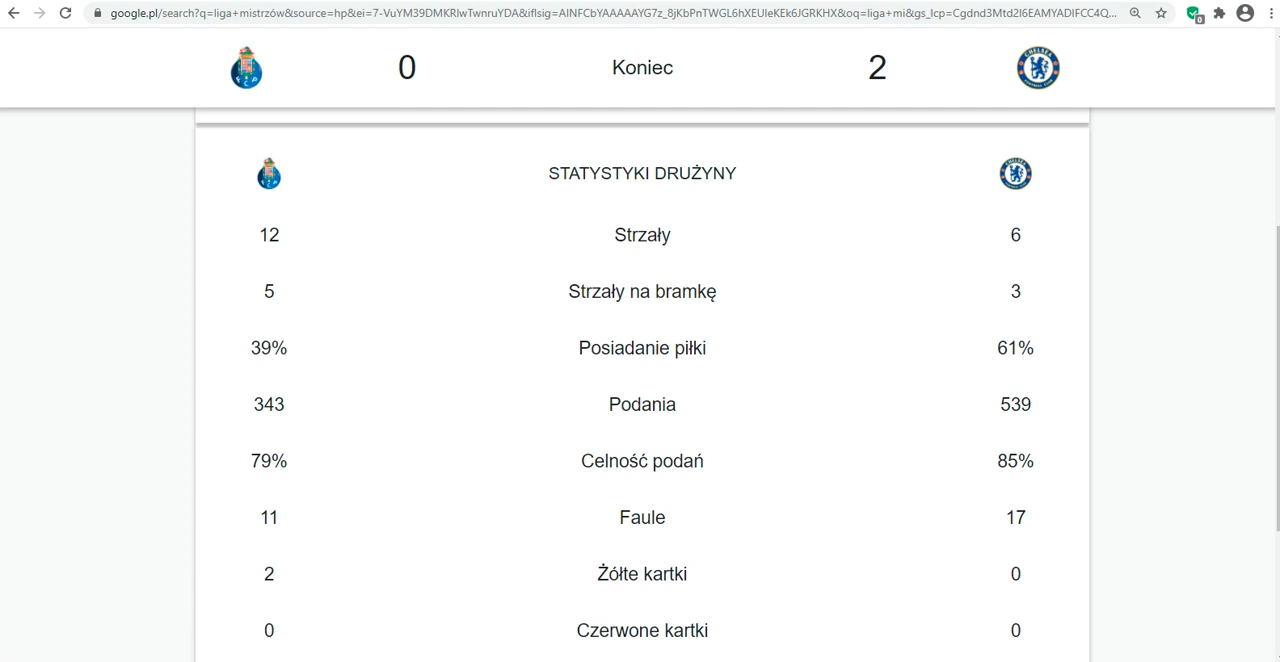 google.pl/search?q=liga+mistrzów&source=hp&ei=7-VuYM39DMKRlwTwnruYDA&iflsig=AINFCbYAAAAAYG7z_8jKbPnTWGL6hXEUIeKEk6JGRKHX&oq=liga+mi&gs_lcp=Cgdnd3Mtd2l6EAMYADIFCC4Q...
0 Koniec 2
STATYSTYKI DRUŻYNY
12 Strzały 6
5 Strzały na bramkę 3
39% Posiadanie piłki 61%
343 Podania 539
79% Celność podań 85%
11 Faule 17
2 Żółte kartki 0
0 Czerwone kartki 0